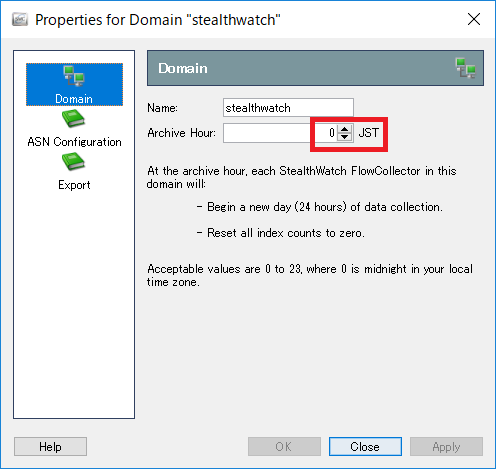 Properties for Domain "stealthwatch"
Domain
ASN Configuration
Export
Domain
Name: stealthwatch
Archive Hour: 0 JST
At the archive hour, each StealthWatch FlowCollector in this
domain will:
- Begin a new day (24 hours) of data collection.
- Reset all index counts to zero.
Acceptable values are 0 to 23, where 0 is midnight in your local
time zone.
Help OK Close Apply